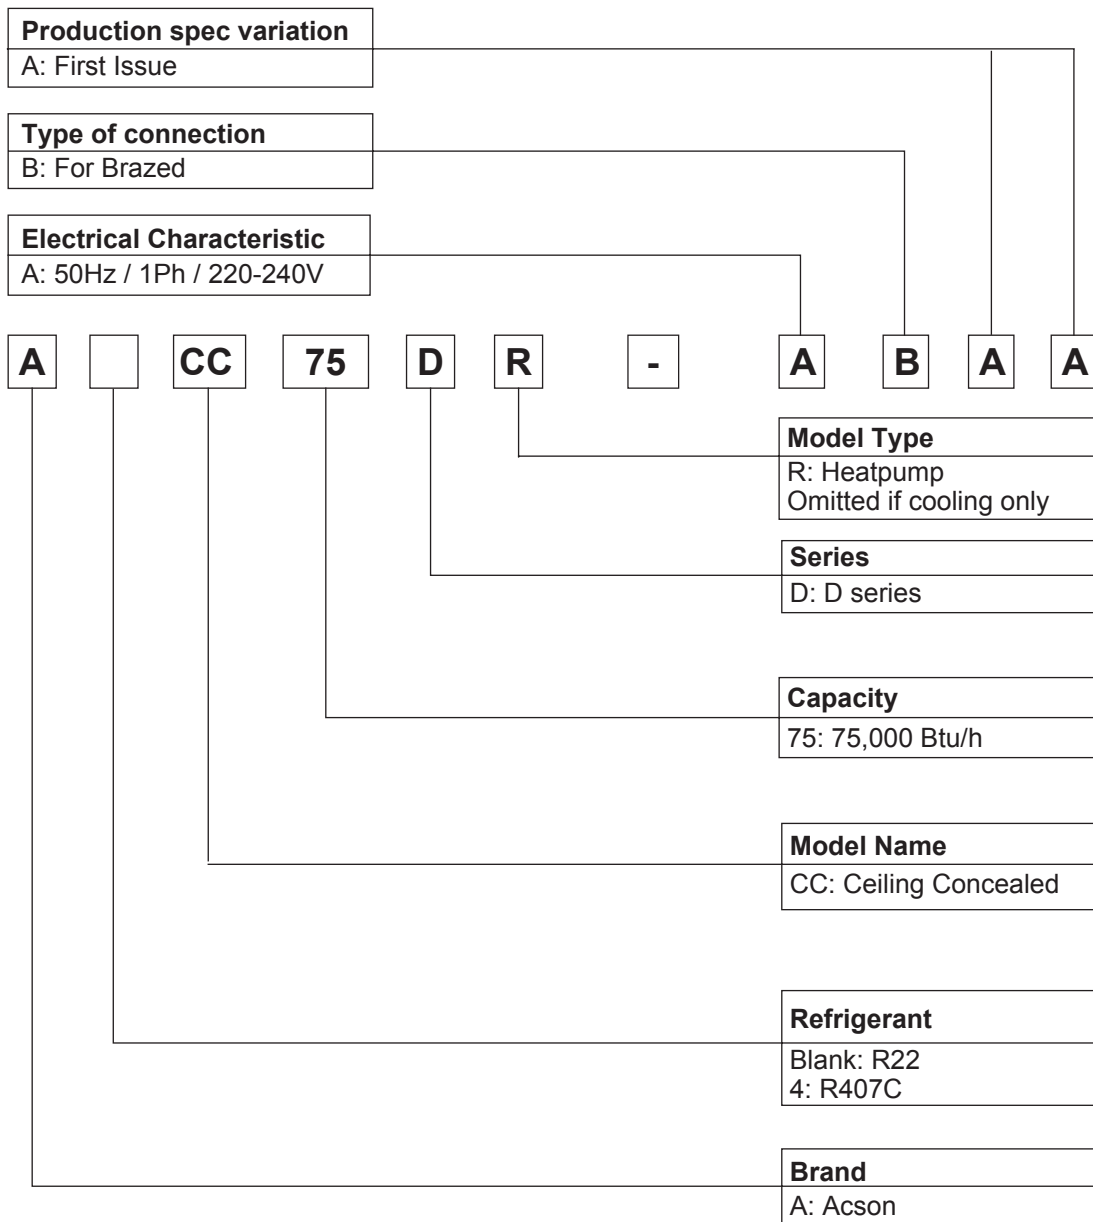 Production spec variation
A: First Issue
Type of connection
B: For Brazed
Electrical Characteristic
A: 50Hz / 1Ph / 220-240V
A CC 75 D R - A B A A
Model Type
R: Heatpump
Omitted if cooling only
Series
D: D series
Capacity
75: 75,000 Btu/h
Model Name
CC: Ceiling Concealed
Refrigerant
Blank: R22
4: R407C
Brand
A: Acson